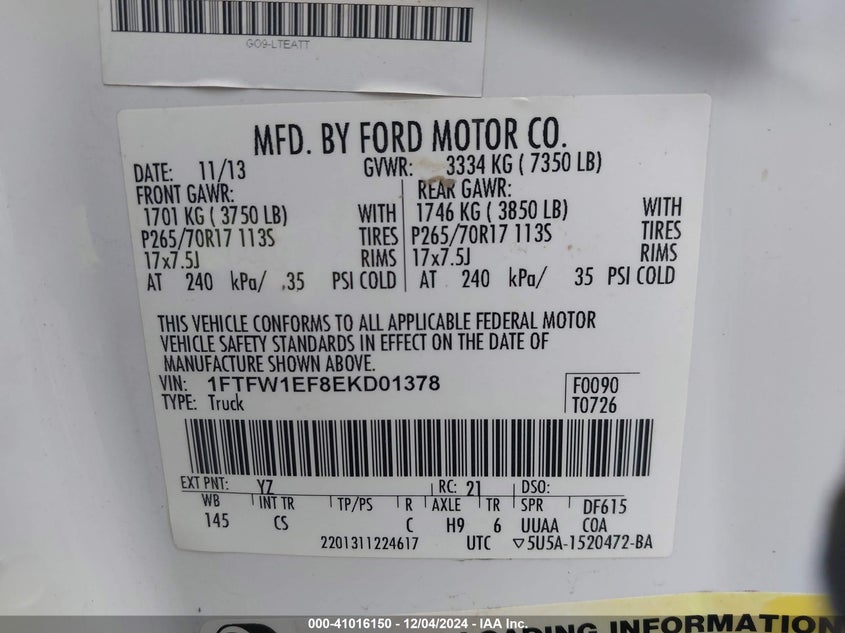 GO9-LTEATT
MFD. BY FORD MOTOR CO.
DATE: 11/13 GVWR: 3334 KG ( 7350 LB)
FRONT GAWR: REAR GAWR:
1701 KG ( 3750 LB) WITH 1746 KG ( 3850 LB) WITH
P265/70R17 113S TIRES P265/70R17 113S TIRES
17x7.5J RIMS 17x7.5J RIMS
AT 240 kPa/ 35 PSI COLD AT 240 kPa/ 35 PSI COLD
THIS VEHICLE CONFORMS TO ALL APPLICABLE FEDERAL MOTOR
VEHICLE SAFETY STANDARDS IN EFFECT ON THE DATE OF
MANUFACTURE SHOWN ABOVE.
VIN: 1FTFW1EF8EKD01378 F0090
TYPE: Truck T0726
EXT PNT: YZ RC: 21 DSO:
WB INT TR TP/PS R AXLE TR SPR DF615
145 CS C H9 6 UUAA COA
2201311224617 UTC ▽5U5A-1520472-BA
LOADING INFORMATION
000-41016150 - 12/04/2024 - IAA Inc.